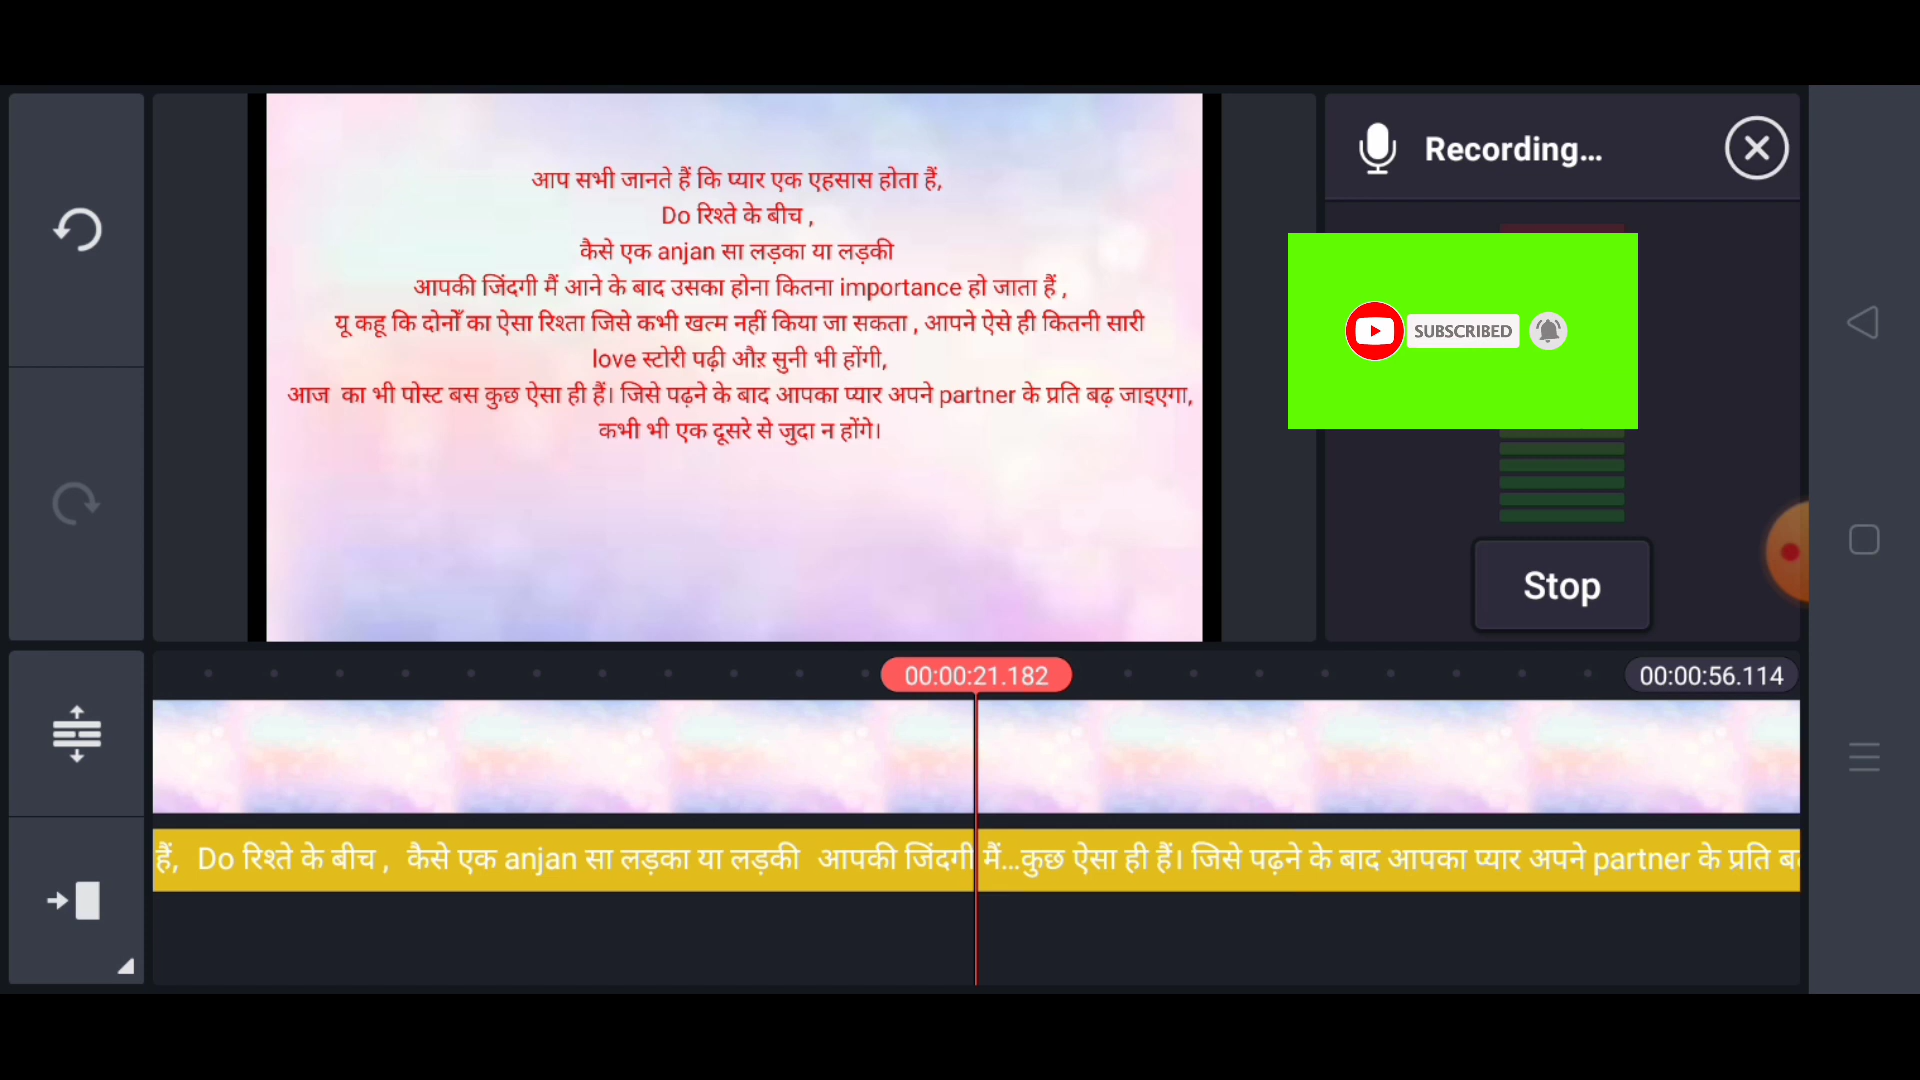 आप सभी जानते हैं कि प्यार एक एहसास होता हैं,
Do रिश्ते के बीच ,
कैसे एक anjan सा लड़का या लड़की
आपकी जिंदगी मैं आने के बाद उसका होना कितना importance हो जाता हैं ,
यू कहू कि दोनोँ का ऐसा रिश्ता जिसे कभी खत्म नहीं किया जा सकता , आपने ऐसे ही कितनी सारी
love स्टोरी पढ़ी औऱ सुनी भी होंगी,
आज  का भी पोस्ट बस कुछ ऐसा ही हैं। जिसे पढ़ने के बाद आपका प्यार अपने partner के प्रति बढ़ जाइएगा,
कभी भी एक दूसरे से जुदा न होंगे।
Recording...
SUBSCRIBED
Stop
00:00:21.182
00:00:56.114
हैं,  Do रिश्ते के बीच ,  कैसे एक anjan सा लड़का या लड़की  आपकी जिंदगी मैं...कुछ ऐसा ही हैं। जिसे पढ़ने के बाद आपका प्यार अपने partner के प्रति